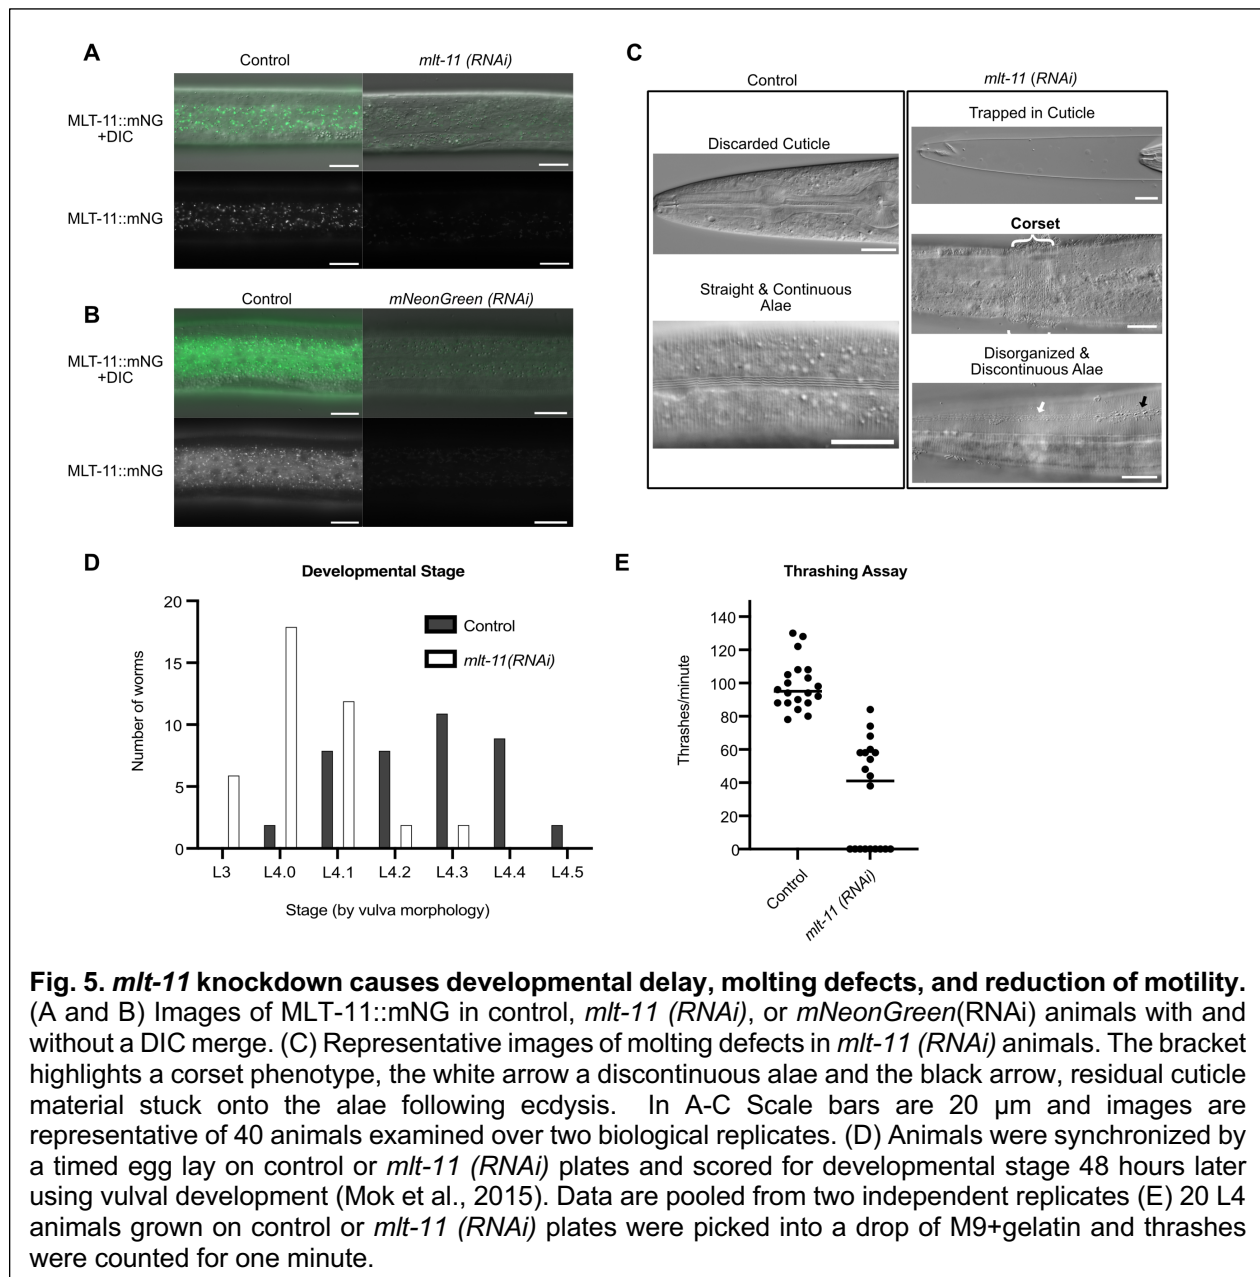 A
Control
mlt-11 (RNAi)
MLT-11::mNG
+DIC
MLT-11::mNG
B
Control
mNeonGreen (RNAi)
MLT-11::mNG
+DIC
MLT-11::mNG
C
Control
mlt-11 (RNAi)
Discarded Cuticle
Straight & Continuous
Alae
Trapped in Cuticle
Corset
Disorganized &
Discontinuous Alae
D
Developmental Stage
20
15
10
5
0
Number of worms
Control
mlt-11(RNAi)
L3 L4.0 L4.1 L4.2 L4.3 L4.4 L4.5
Stage (by vulva morphology)
E
Thrashing Assay
140
120
100
80
60
40
20
0
Thrashes/minute
Control
mlt-11 (RNAi)
Fig. 5. mlt-11 knockdown causes developmental delay, molting defects, and reduction of motility.
(A and B) Images of MLT-11::mNG in control, mlt-11 (RNAi), or mNeonGreen(RNAi) animals with and
without a DIC merge. (C) Representative images of molting defects in mlt-11 (RNAi) animals. The bracket
highlights a corset phenotype, the white arrow a discontinuous alae and the black arrow, residual cuticle
material stuck onto the alae following ecdysis. In A-C Scale bars are 20 µm and images are
representative of 40 animals examined over two biological replicates. (D) Animals were synchronized by
a timed egg lay on control or mlt-11 (RNAi) plates and scored for developmental stage 48 hours later
using vulval development (Mok et al., 2015). Data are pooled from two independent replicates (E) 20 L4
animals grown on control or mlt-11 (RNAi) plates were picked into a drop of M9+gelatin and thrashes
were counted for one minute.